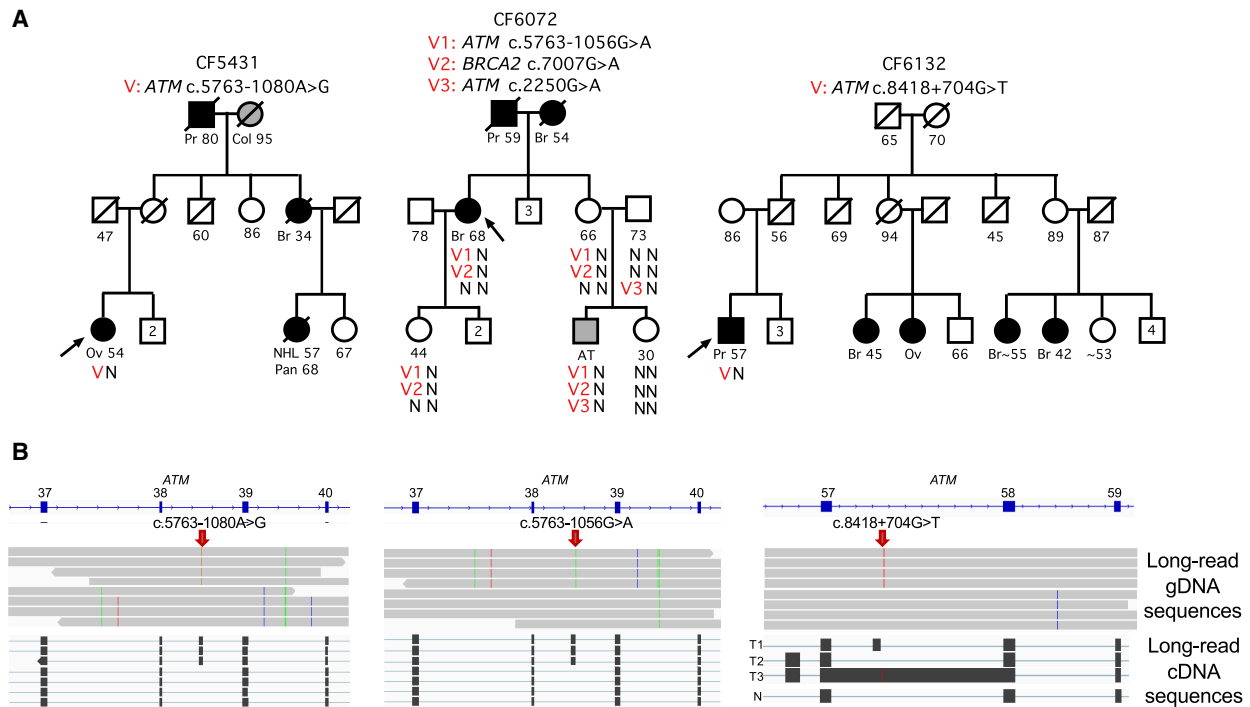 A
CF5431
V: ATM c.5763-1080A>G
Pr 80
Col 95
47
60
86
Br 34
Ov 54
2
NHL 57
Pan 68
67
V N
CF6072
V1: ATM c.5763-1056G>A
V2: BRCA2 c.7007G>A
V3: ATM c.2250G>A
Pr 59
Br 54
3
78
Br 68
66
73
V1 N
V2 N
N N
V1 N
V2 N
N N
N N
N N
V3 N
2
44
AT
30
V1 N
V2 N
N N
V1 N
V2 N
V3 N
NN
NN
NN
CF6132
V: ATM c.8418+704G>T
65
70
86
56
69
94
45
89
87
3
4
Pr 57
Br 45
Ov
66
Br~55
Br 42
~53
V N
B
ATM
37 38 39 40
c.5763-1080A>G
ATM
37 38 39 40
c.5763-1056G>A
ATM
57 58 59
c.8418+704G>T
Long-read
gDNA
sequences
T1
T2
T3
N
Long-read
cDNA
sequences